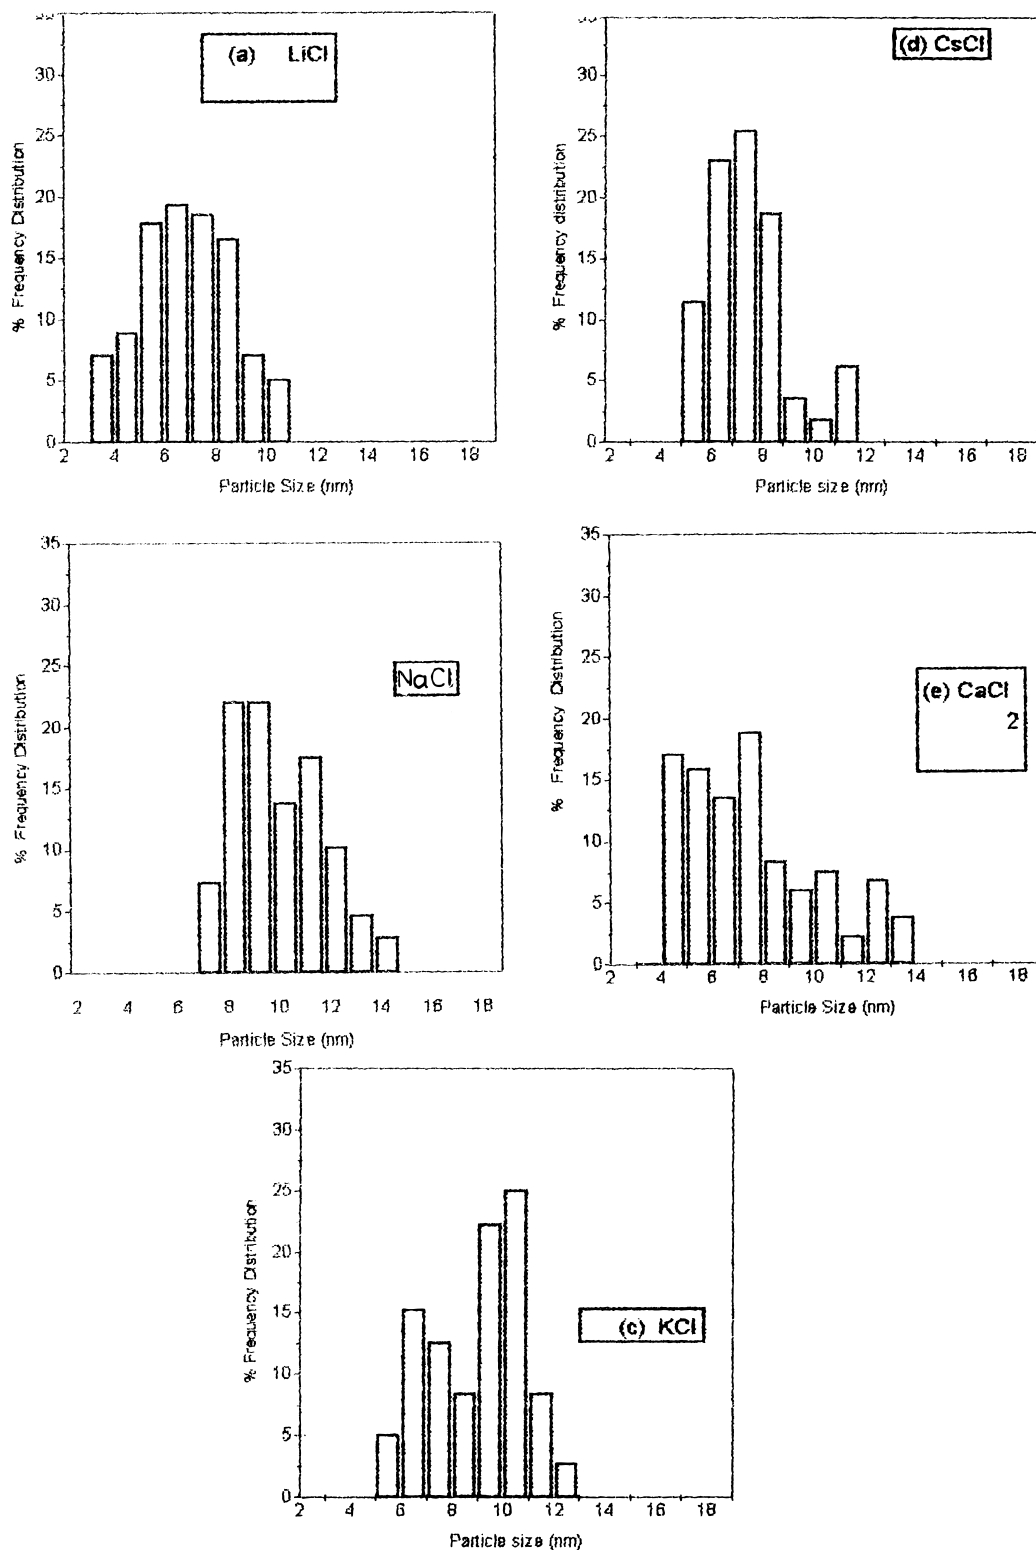 (a) LiCl
% Frequency Distribution
30
25
20
15
10
5
0
2 4 6 8 10 12 14 16 18
Particle Size (nm)
(d) CsCl
% Frequency distribution
30
25
20
15
10
5
0
4 6 8 10 12 14 16 18
Particle size (nm)
NaCl
% Frequency Distribution
35
30
25
20
15
10
5
0
2 4 6 8 10 12 14 16 18
Particle Size (nm)
(e) CaCl
2
% Frequency Distribution
35
30
25
20
15
10
5
0
2 4 6 8 10 12 14 16 18
Particle Size (nm)
(c) KCl
% Frequency Distribution
35
30
25
20
15
10
5
0
2 4 6 8 10 12 14 16 18
Particle size (nm)